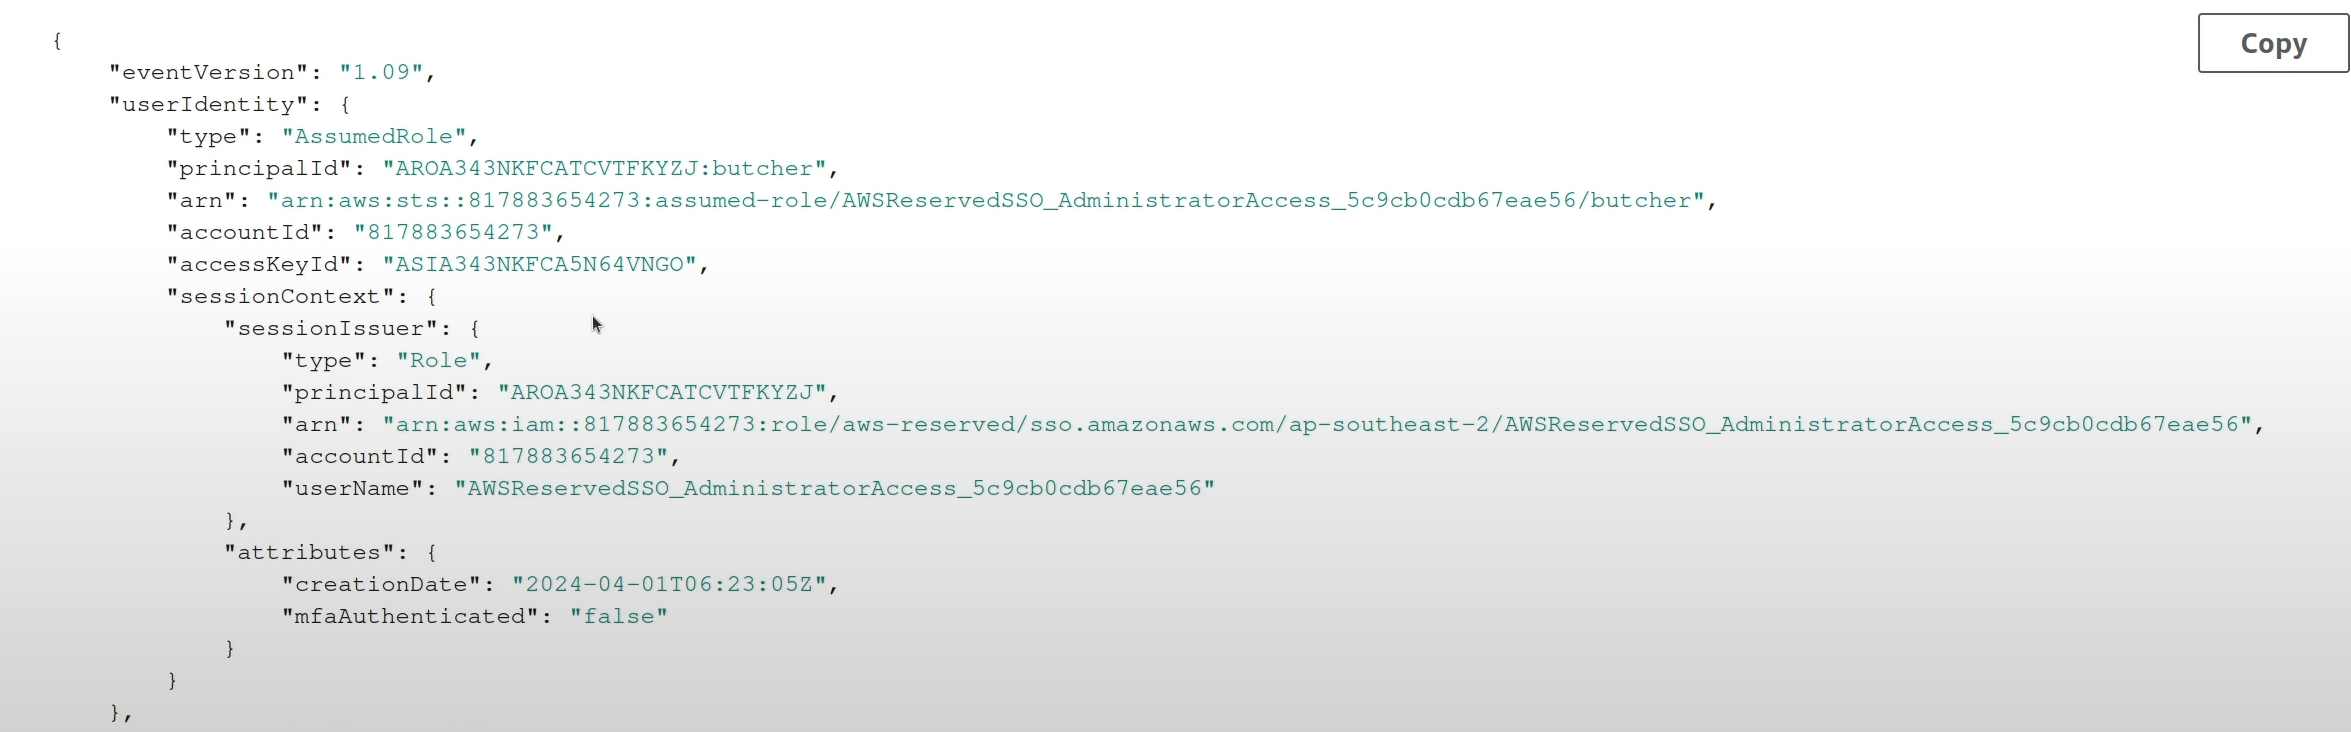 {
Copy
    "eventVersion": "1.09",
    "userIdentity": {
        "type": "AssumedRole",
        "principalId": "AROA343NKFCATCVTFKYZJ:butcher",
        "arn": "arn:aws:sts::817883654273:assumed-role/AWSReservedSSO_AdministratorAccess_5c9cb0cdb67eae56/butcher",
        "accountId": "817883654273",
        "accessKeyId": "ASIA343NKFCA5N64VNGO",
        "sessionContext": {
            "sessionIssuer": {
                "type": "Role",
                "principalId": "AROA343NKFCATCVTFKYZJ",
                "arn": "arn:aws:iam::817883654273:role/aws-reserved/sso.amazonaws.com/ap-southeast-2/AWSReservedSSO_AdministratorAccess_5c9cb0cdb67eae56",
                "accountId": "817883654273",
                "userName": "AWSReservedSSO_AdministratorAccess_5c9cb0cdb67eae56"
            },
            "attributes": {
                "creationDate": "2024-04-01T06:23:05Z",
                "mfaAuthenticated": "false"
            }
        }
    },